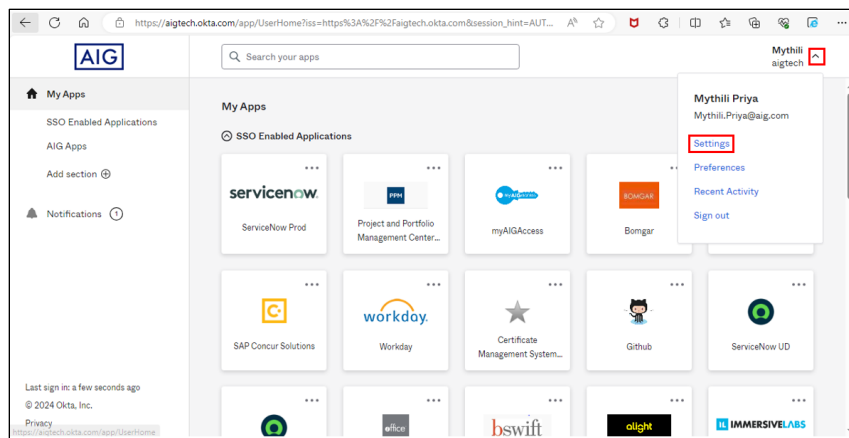 https://aigtech.okta.com/app/UserHome?iss=https%3A%2F%2Faigtech.okta.com&session_hint=AUT...
AIG
Search your apps
Mythili
aigtech
My Apps
SSO Enabled Applications
AIG Apps
Add section
Notifications 1
Last sign in: a few seconds ago
© 2024 Okta, Inc.
Privacy
https://aigtech.okta.com/app/UserHome
My Apps
SSO Enabled Applications
Mythili Priya
Mythili.Priya@aig.com
Settings
Preferences
Recent Activity
Sign out
servicenow.
ServiceNow Prod
PPM
Project and Portfolio
Management Center...
myAIGAccess
BOMGAR
Bomgar
SAP Concur Solutions
workday.
Workday
Certificate
Management System...
Github
ServiceNow UD
office
bswift
alight
IL IMMERSIVELABS